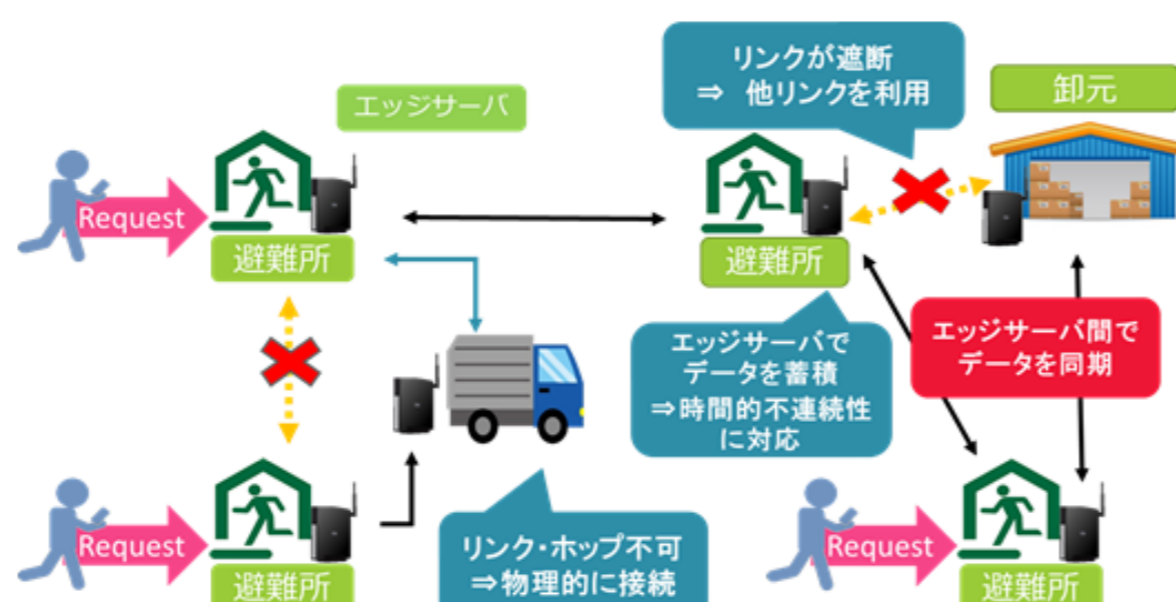 リンクが遮断
⇒ 他リンクを利用
卸元
エッジサーバ
Request
避難所
避難所
エッジサーバで
データを蓄積
⇒時間的不連続性
に対応
エッジサーバ間で
データを同期
Request
避難所
リンク・ホップ不可
⇒物理的に接続
Request
避難所